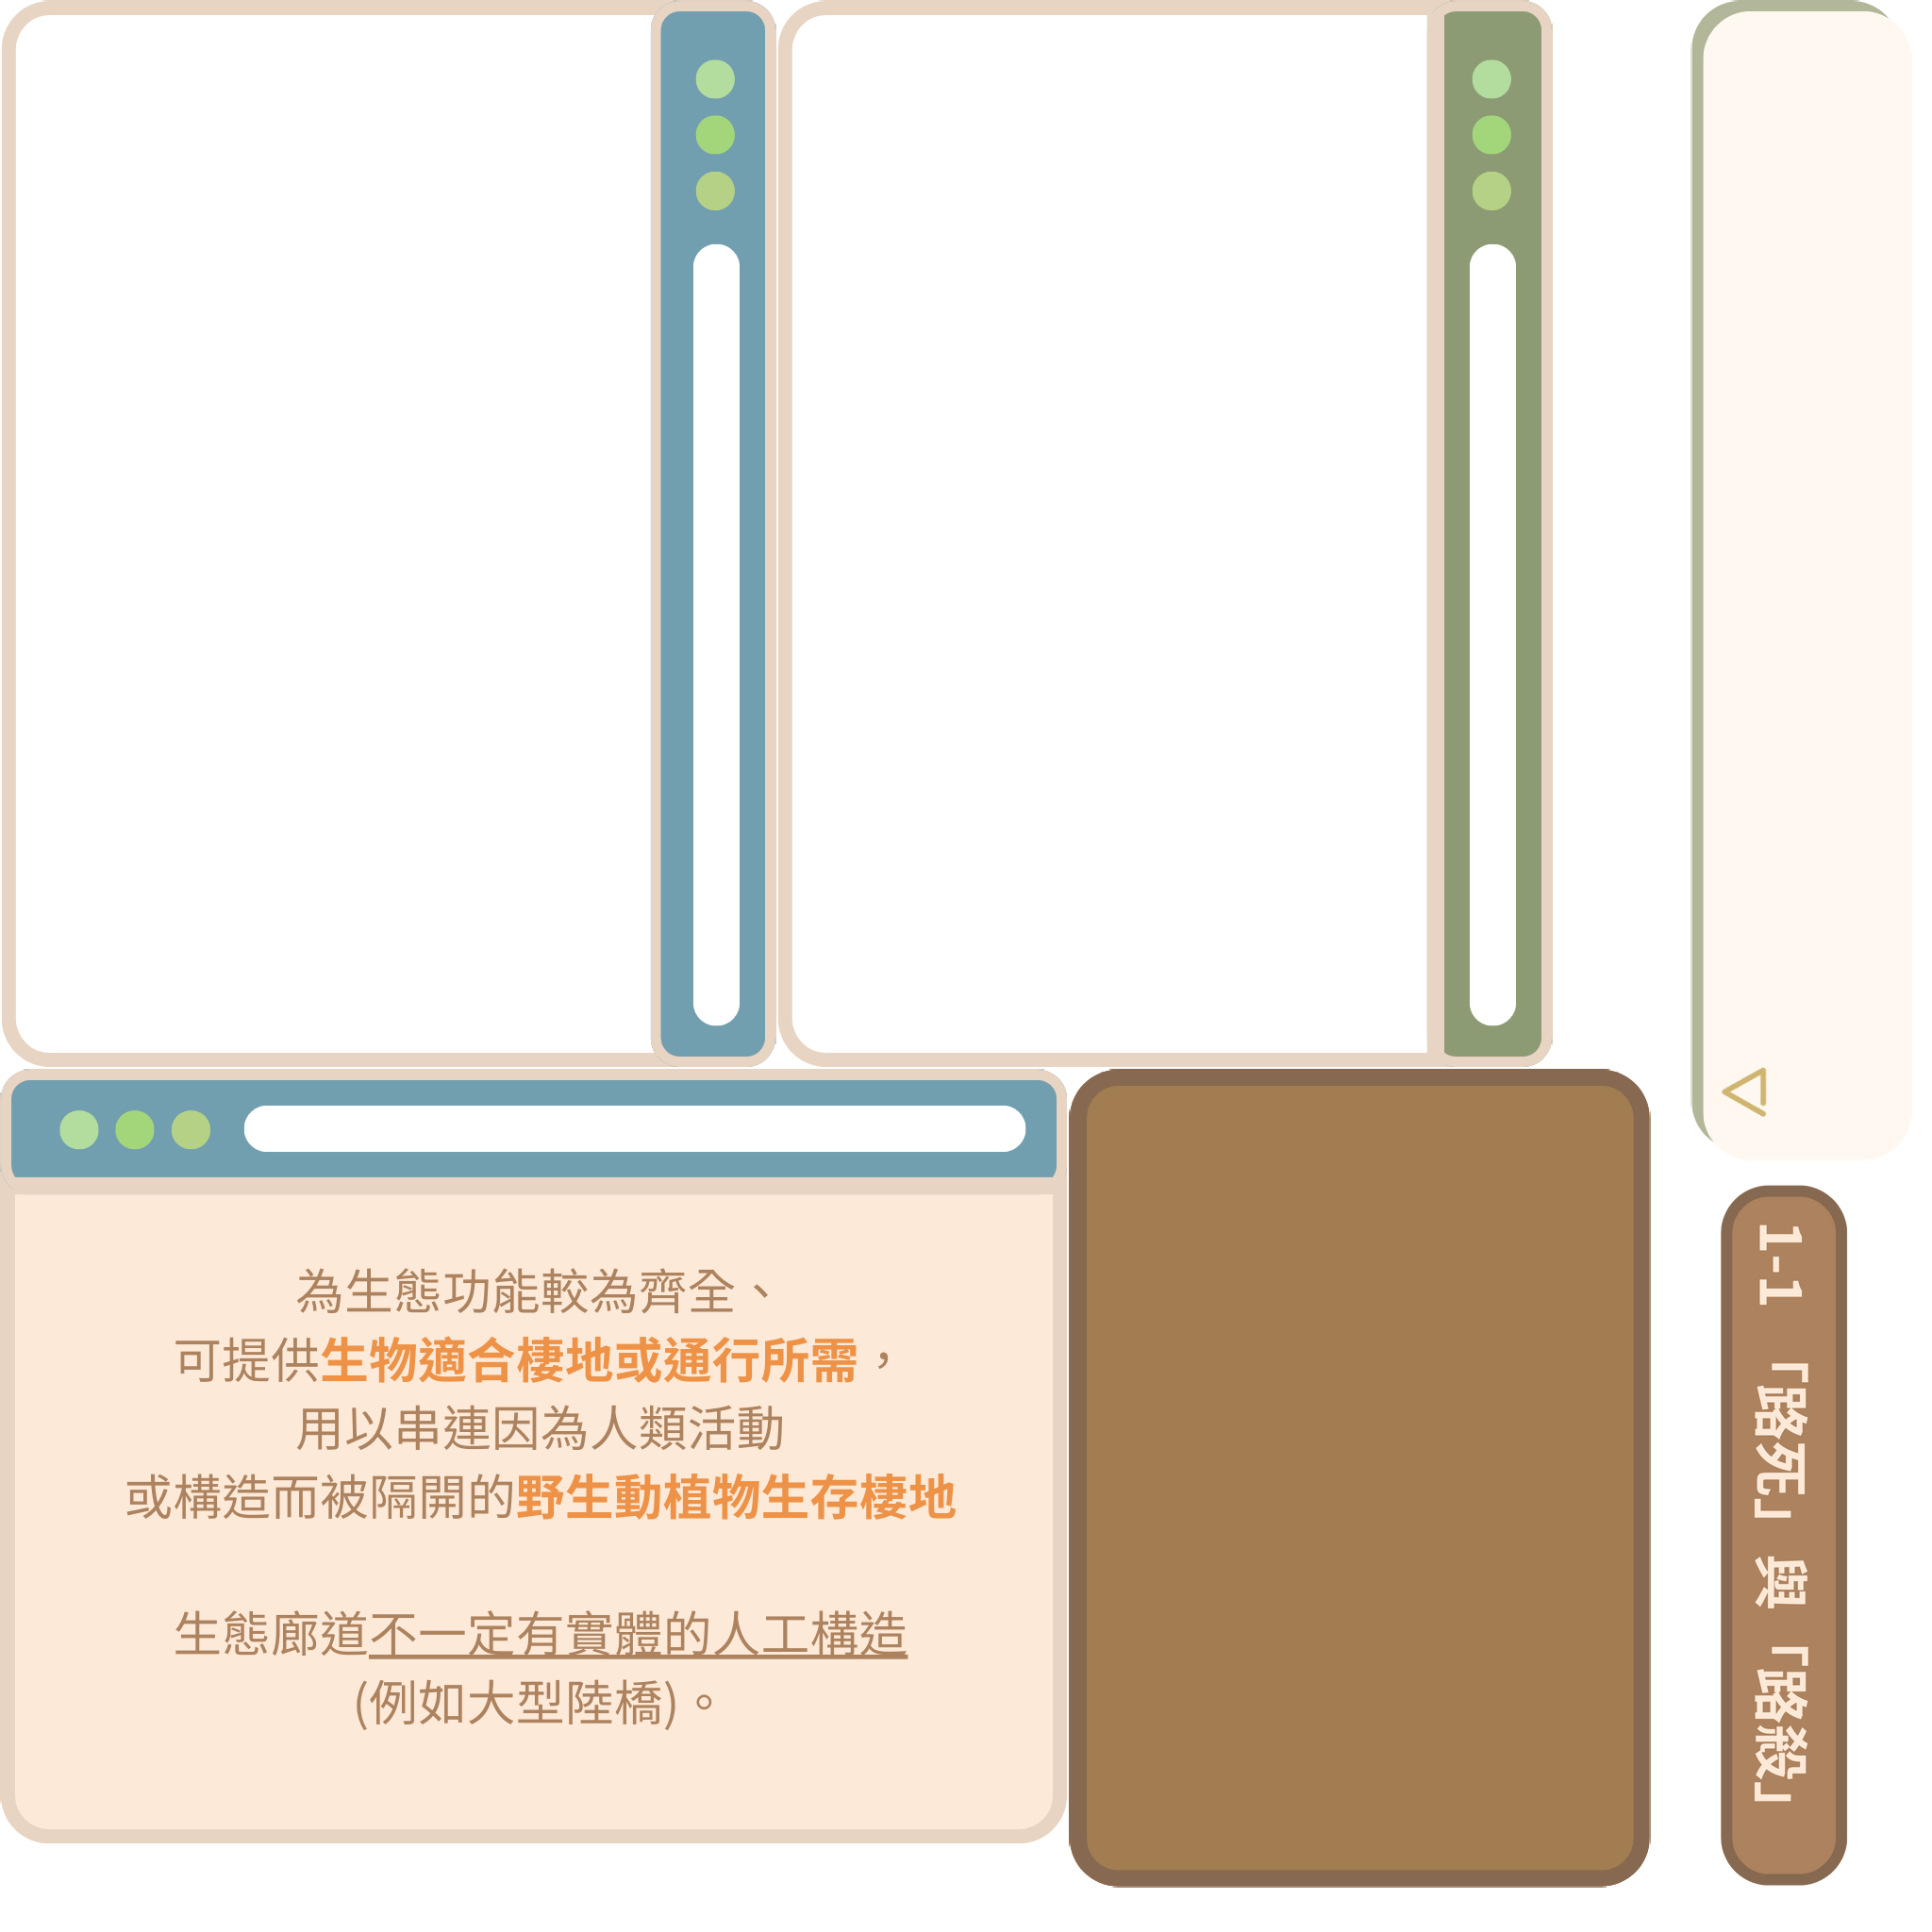 為生態功能較為齊全、
可提供生物適合棲地或通行所需，
用以串連因為人類活動
或構造而被隔開的野生動植物生存棲地
生態廊道不一定有實體的人工構造
(例如大型陸橋)。
1-1 「路死」與「路殺」